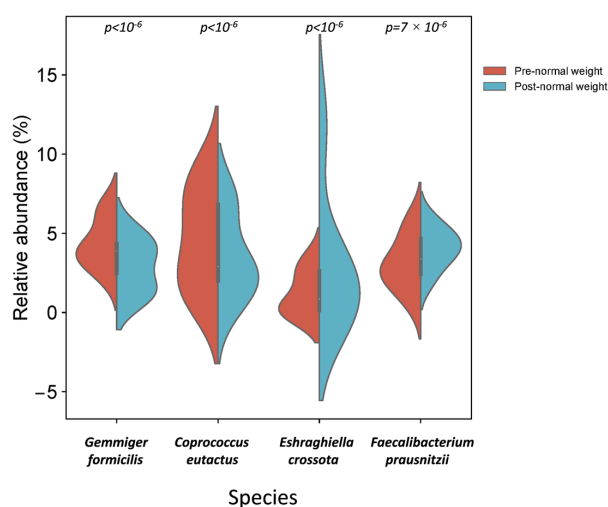 p<10⁻⁶ p<10⁻⁶ p<10⁻⁶ p=7 × 10⁻⁶
Pre-normal weight
Post-normal weight
Relative abundance (%)
15
10
5
0
−5
Gemmiger formicilis
Coprococcus eutactus
Eshraghiella crossota
Faecalibacterium prausnitzii
Species